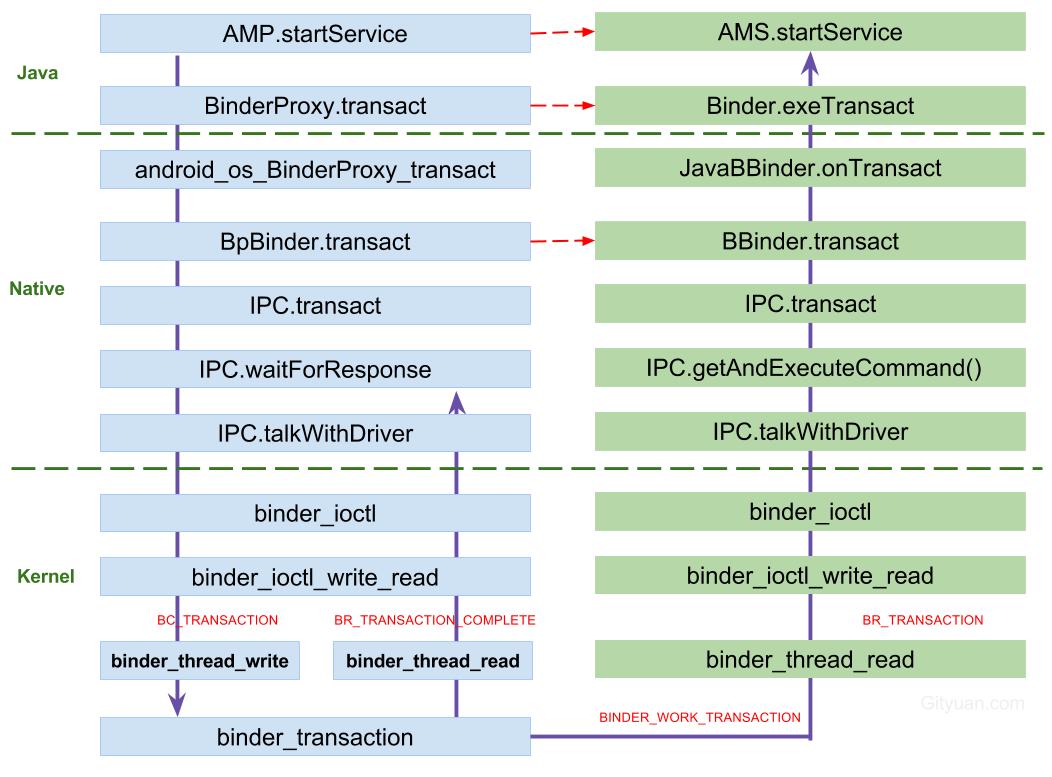 AMP.startService
AMS.startService
Java
BinderProxy.transact
Binder.exeTransact
android_os_BinderProxy_transact
JavaBBinder.onTransact
BpBinder.transact
BBinder.transact
Native
IPC.transact
IPC.transact
IPC.waitForResponse
IPC.getAndExecuteCommand()
IPC.talkWithDriver
IPC.talkWithDriver
binder_ioctl
binder_ioctl
Kernel
binder_ioctl_write_read
binder_ioctl_write_read
BC_TRANSACTION
BR_TRANSACTION_COMPLETE
BR_TRANSACTION
binder_thread_write
binder_thread_read
binder_thread_read
Gityuan.com
BINDER_WORK_TRANSACTION
binder_transaction